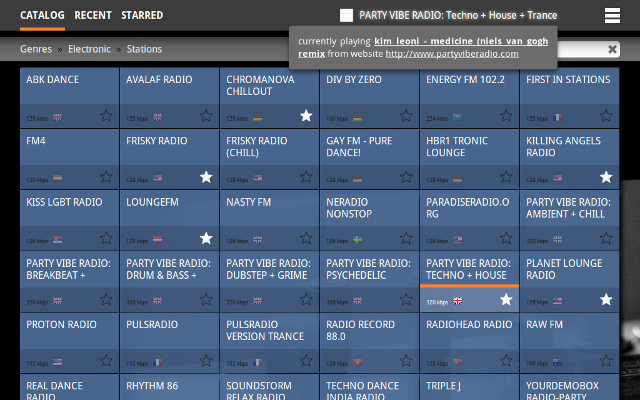 CATALOG RECENT STARRED
PARTY VIBE RADIO: Techno + House + Trance
currently playing kim leoni - medicine (niels van gogh
remix from website http://www.partyviberadio.com
Genres » Electronic » Stations
ABK DANCE
AVALAF RADIO
CHROMANOVA
CHILLOUT
DIV BY ZERO
ENERGY FM 102.2
FIRST IN STATIONS
128 kbps
128 kbps
128 kbps
160 kbps
224 kbps
128 kbps
FM4
FRISKY RADIO
FRISKY RADIO
(CHILL)
GAY FM - PURE
DANCE!
HBR1 TRONIC
LOUNGE
KILLING ANGELS
RADIO
128 kbps
128 kbps
128 kbps
128 kbps
128 kbps
KISS LGBT RADIO
LOUNGEFM
NASTY FM
NERADIO
NONSTOP
PARADISERADIO.O
RG
PARTY VIBE RADIO:
AMBIENT + CHILL
128 kbps
128 kbps
128 kbps
128 kbps
320 kbps
PARTY VIBE RADIO:
BREAKBEAT +
PARTY VIBE RADIO:
DRUM & BASS +
PARTY VIBE RADIO:
DUBSTEP + GRIME
PARTY VIBE RADIO:
PSYCHEDELIC
PARTY VIBE RADIO:
TECHNO + HOUSE
PLANET LOUNGE
RADIO
320 kbps
320 kbps
320 kbps
320 kbps
320 kbps
128 kbps
PROTON RADIO
PULSRADIO
PULSRADIO
VERSION TRANCE
RADIO RECORD
88.0
RADIOHEAD RADIO
RAW FM
192 kbps
192 kbps
192 kbps
128 kbps
REAL DANCE
RADIO
RHYTHM 86
SOUNDSTORM
RELAX RADIO
TECHNO DANCE
INDIA RADIO
TRIPLE J
YOURDEMOBOX
RADIO-PARTY